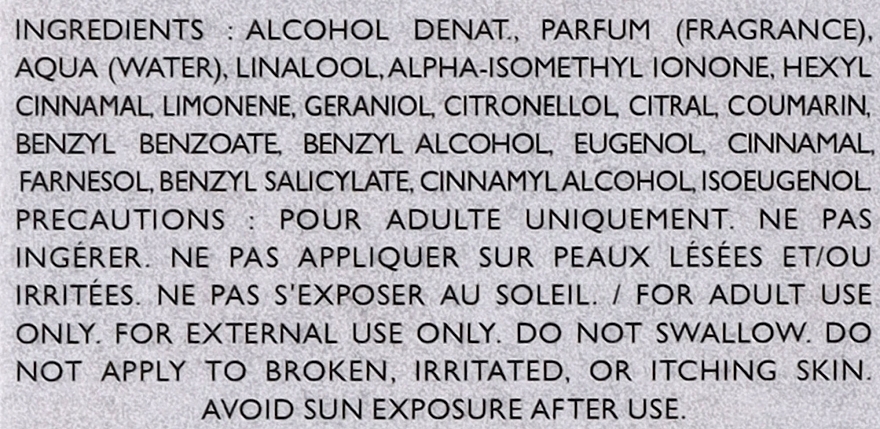 INGREDIENTS : ALCOHOL DENAT., PARFUM (FRAGRANCE),
AQUA (WATER), LINALOOL, ALPHA-ISOMETHYL IONONE, HEXYL
CINNAMAL, LIMONENE, GERANIOL, CITRONELLOL, CITRAL, COUMARIN,
BENZYL BENZOATE, BENZYL ALCOHOL, EUGENOL, CINNAMAL,
FARNESOL, BENZYL SALICYLATE, CINNAMYL ALCOHOL, ISOEUGENOL.
PRECAUTIONS : POUR ADULTE UNIQUEMENT. NE PAS
INGÉRER. NE PAS APPLIQUER SUR PEAUX LÉSÉES ET/OU
IRRITÉES. NE PAS S'EXPOSER AU SOLEIL. / FOR ADULT USE
ONLY. FOR EXTERNAL USE ONLY. DO NOT SWALLOW. DO
NOT APPLY TO BROKEN, IRRITATED, OR ITCHING SKIN.
AVOID SUN EXPOSURE AFTER USE.